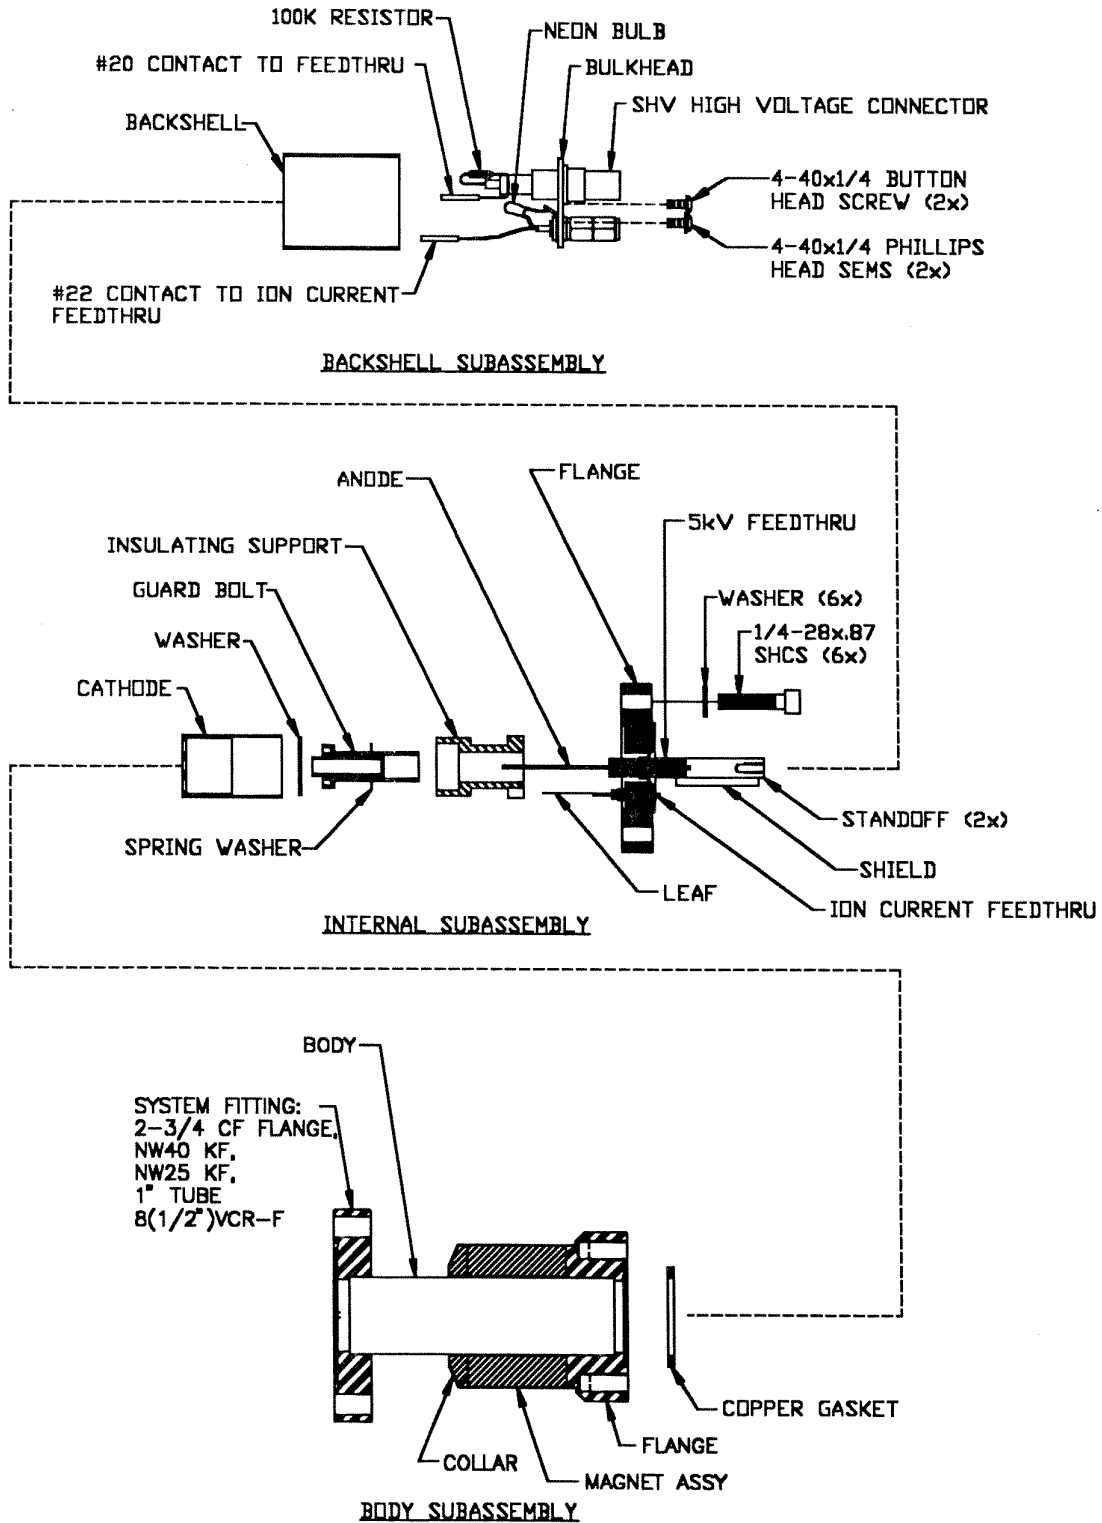 100K RESISTOR
NEON BULB
#20 CONTACT TO FEEDTHRU
BULKHEAD
SHV HIGH VOLTAGE CONNECTOR
BACKSHELL
4-40x1/4 BUTTON
HEAD SCREW (2x)
4-40x1/4 PHILLIPS
HEAD SEMS (2x)
#22 CONTACT TO ION CURRENT
FEEDTHRU
BACKSHELL SUBASSEMBLY
ANODE
FLANGE
5kV FEEDTHRU
INSULATING SUPPORT
GUARD BOLT
WASHER (6x)
WASHER
1/4-28x.87
SHCS (6x)
CATHODE
STANDOFF (2x)
SPRING WASHER
SHIELD
LEAF
ION CURRENT FEEDTHRU
INTERNAL SUBASSEMBLY
BODY
SYSTEM FITTING:
2-3/4 CF FLANGE,
NW40 KF,
NW25 KF,
1" TUBE
8(1/2")VCR-F
COPPER GASKET
FLANGE
COLLAR
MAGNET ASSY
BODY SUBASSEMBLY